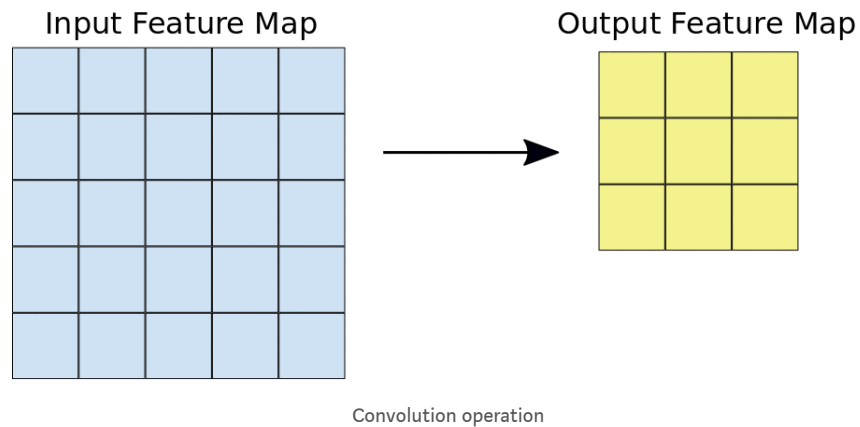 Input Feature Map
Output Feature Map
Convolution operation